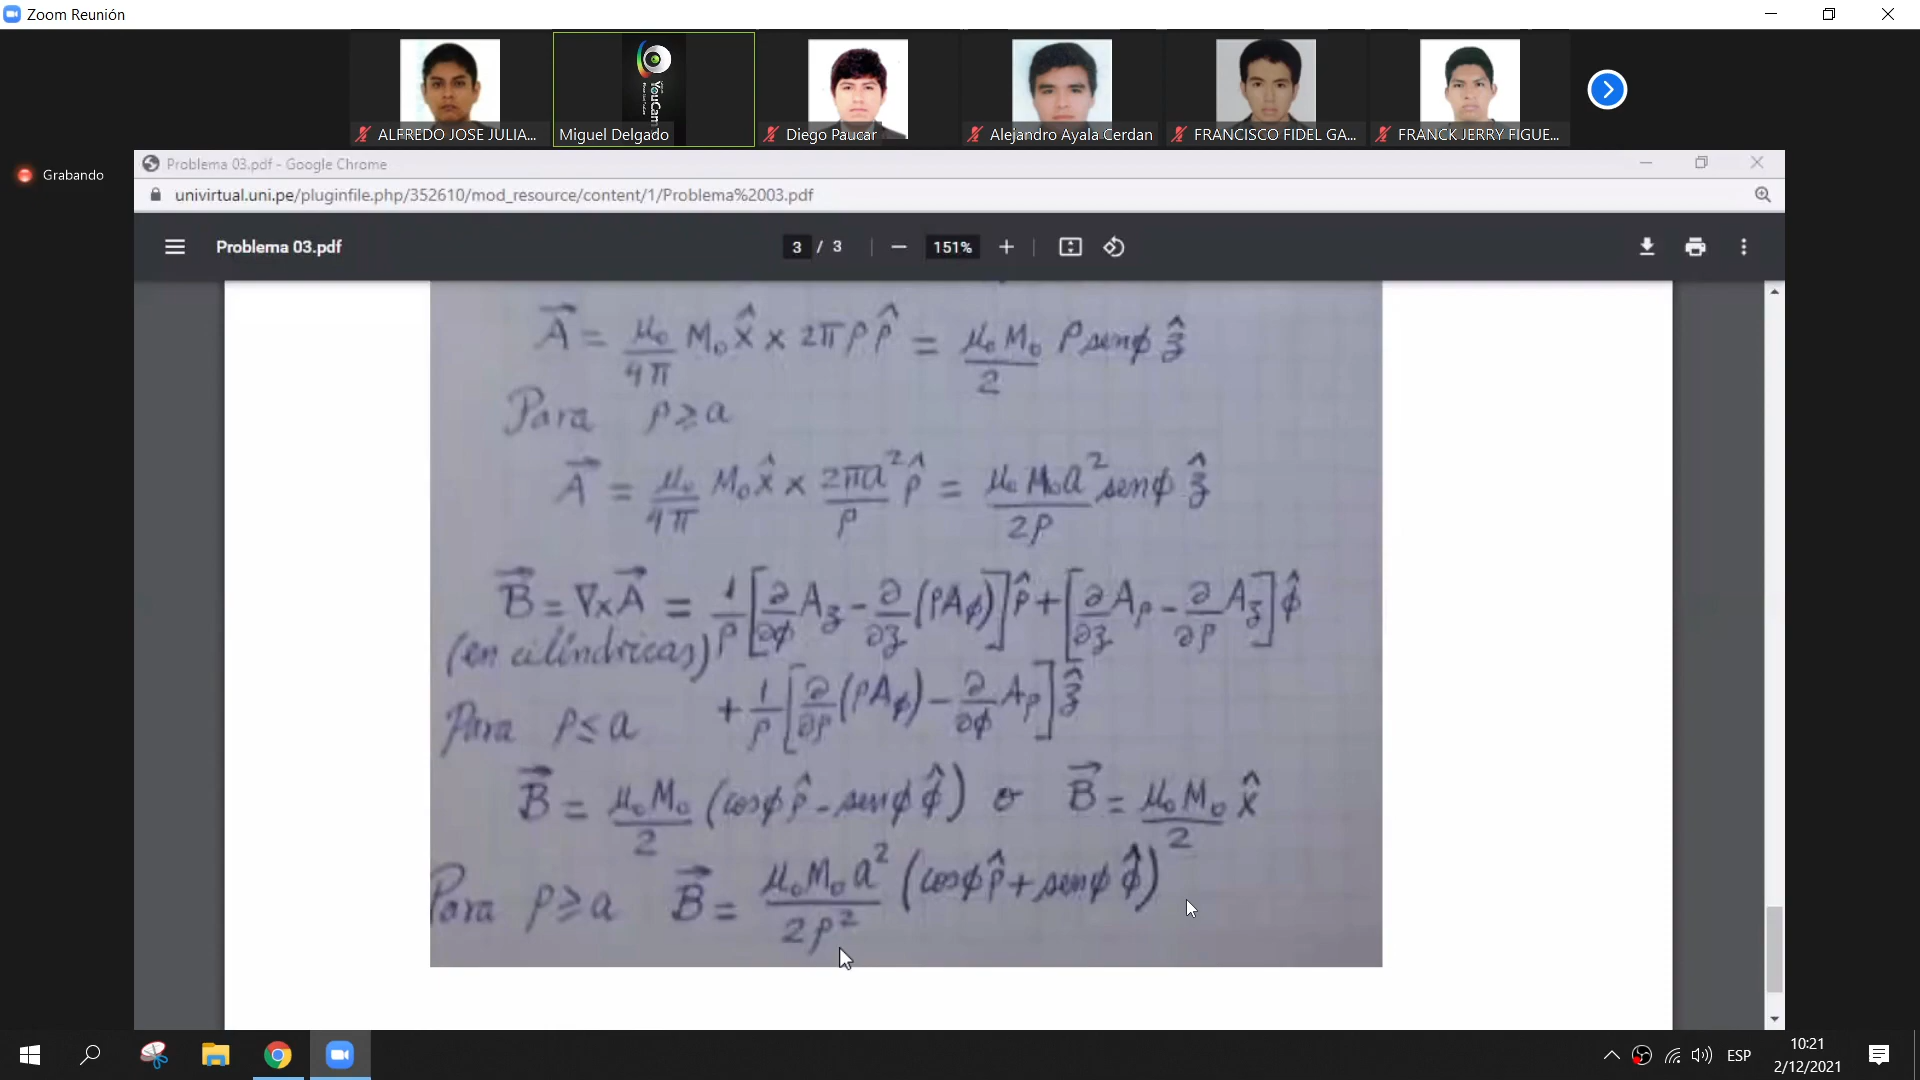 Zoom Reunión
YouCam
ALFREDO JOSE JULIA...
Miguel Delgado
Diego Paucar
Alejandro Ayala Cerdan
FRANCISCO FIDEL GA...
FRANCK JERRY FIGUE...
Grabando
Problema 03.pdf - Google Chrome
univirtual.uni.pe/pluginfile.php/352610/mod_resource/content/1/Problema%2003.pdf
Problema 03.pdf
3 / 3
151%
A⃗ = μ₀/4π M₀ x̂ × 2πρ ρ̂ = μ₀M₀/2 ρ senϕ ẑ
Para ρ ≥ a
A⃗ = μ₀/4π M₀ x̂ × 2πa²/ρ ρ̂ = μ₀M₀a²/2ρ senϕ ẑ
B⃗ = ∇×A⃗ = 1/ρ [∂/∂ϕ A_z − ∂/∂z (ρA_ϕ)] ρ̂ + [∂/∂z A_ρ − ∂/∂ρ A_z] ϕ̂
(en cilíndricas)
+ 1/ρ [∂/∂ρ (ρA_ϕ) − ∂/∂ϕ A_ρ] ẑ
Para ρ ≤ a
B⃗ = μ₀M₀/2 (cosϕ ρ̂ − senϕ ϕ̂) o B⃗ = μ₀M₀/2 x̂
Para ρ ≥ a B⃗ = μ₀M₀a²/2ρ² (cosϕ ρ̂ + senϕ ϕ̂)
ESP
10:21
2/12/2021